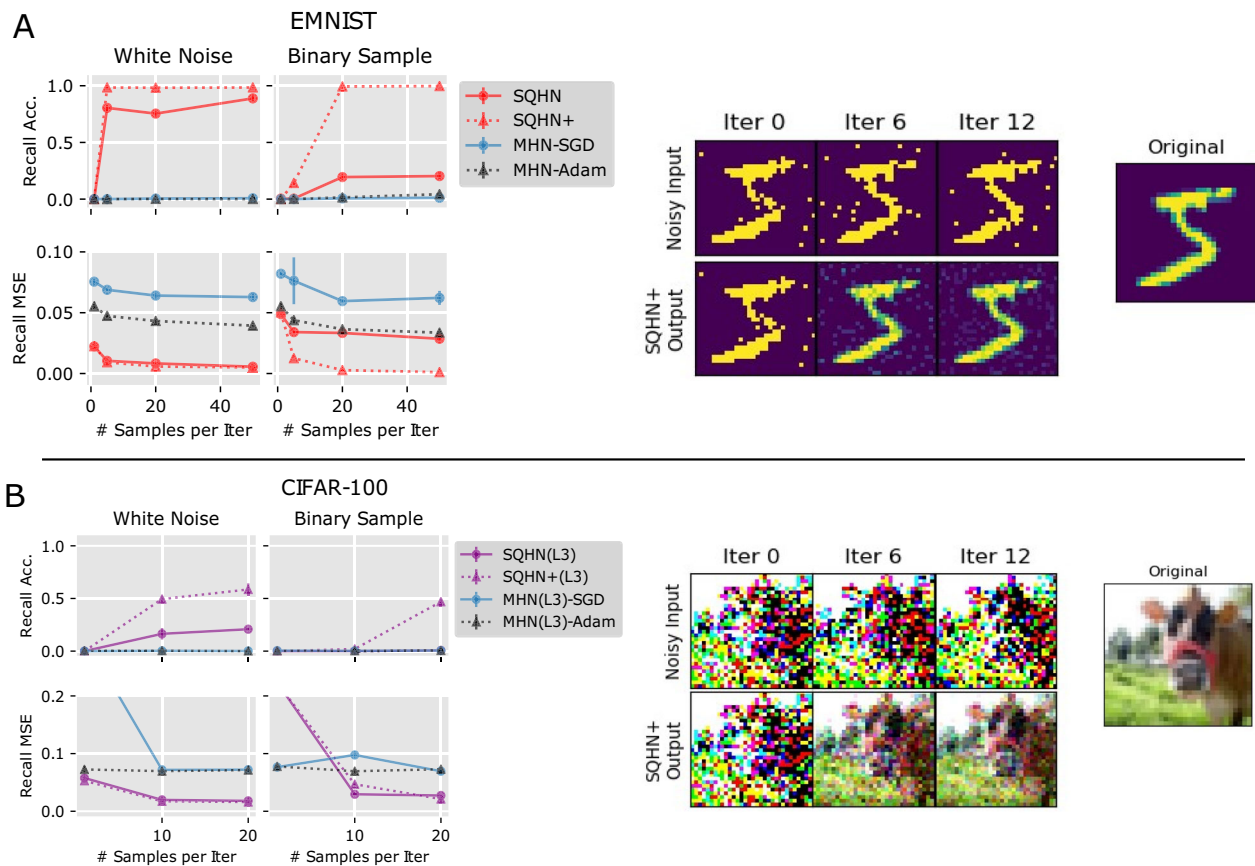 A
EMNIST
White Noise
Binary Sample
Recall Acc.
1.0
0.5
0.0
SQHN
SQHN+
MHN-SGD
MHN-Adam
Recall MSE
0.10
0.05
0.00
0
20
40
0
20
40
# Samples per Iter
# Samples per Iter
Iter 0
Iter 6
Iter 12
Noisy Input
SQHN+
Output
Original
B
CIFAR-100
White Noise
Binary Sample
Recall Acc.
1.0
0.5
0.0
SQHN(L3)
SQHN+(L3)
MHN(L3)-SGD
MHN(L3)-Adam
Recall MSE
0.2
0.1
0.0
10
20
10
20
# Samples per Iter
# Samples per Iter
Iter 0
Iter 6
Iter 12
Noisy Input
SQHN+
Output
Original